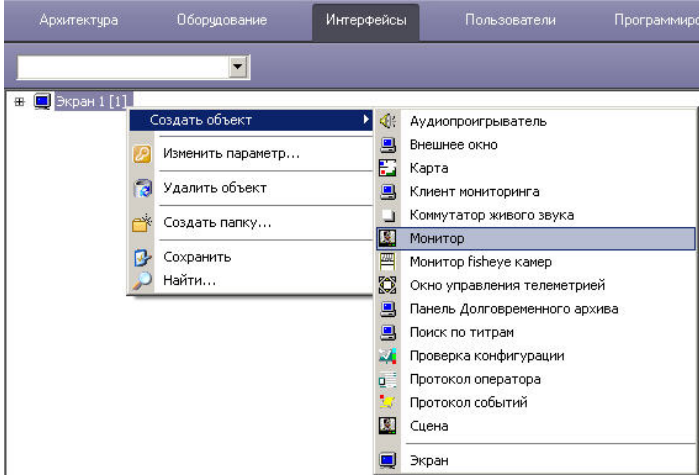 Архитектура Оборудование Интерфейсы Пользователи Программиро
Экран 1 [1]
Создать объект
Изменить параметр...
Удалить объект
Создать папку...
Сохранить
Найти...
Аудиопроигрыватель
Внешнее окно
Карта
Клиент мониторинга
Коммутатор живого звука
Монитор
Монитор fisheye камер
Окно управления телеметрией
Панель Долговременного архива
Поиск по титрам
Проверка конфигурации
Протокол оператора
Протокол событий
Сцена
Экран